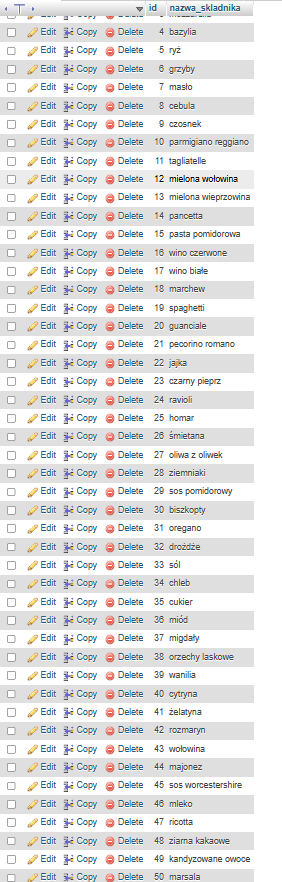 id nazwa_skladnika
Edit Copy Delete
Edit Copy Delete 4 bazylia
Edit Copy Delete 5 ryż
Edit Copy Delete 6 grzyby
Edit Copy Delete 7 masło
Edit Copy Delete 8 cebula
Edit Copy Delete 9 czosnek
Edit Copy Delete 10 parmigiano reggiano
Edit Copy Delete 11 tagliatelle
Edit Copy Delete 12 mielona wołowina
Edit Copy Delete 13 mielona wieprzowina
Edit Copy Delete 14 pancetta
Edit Copy Delete 15 pasta pomidorowa
Edit Copy Delete 16 wino czerwone
Edit Copy Delete 17 wino białe
Edit Copy Delete 18 marchew
Edit Copy Delete 19 spaghetti
Edit Copy Delete 20 guanciale
Edit Copy Delete 21 pecorino romano
Edit Copy Delete 22 jajka
Edit Copy Delete 23 czarny pieprz
Edit Copy Delete 24 ravioli
Edit Copy Delete 25 homar
Edit Copy Delete 26 śmietana
Edit Copy Delete 27 oliwa z oliwek
Edit Copy Delete 28 ziemniaki
Edit Copy Delete 29 sos pomidorowy
Edit Copy Delete 30 biszkopty
Edit Copy Delete 31 oregano
Edit Copy Delete 32 drożdże
Edit Copy Delete 33 sól
Edit Copy Delete 34 chleb
Edit Copy Delete 35 cukier
Edit Copy Delete 36 miód
Edit Copy Delete 37 migdały
Edit Copy Delete 38 orzechy laskowe
Edit Copy Delete 39 wanilia
Edit Copy Delete 40 cytryna
Edit Copy Delete 41 żelatyna
Edit Copy Delete 42 rozmaryn
Edit Copy Delete 43 wołowina
Edit Copy Delete 44 majonez
Edit Copy Delete 45 sos worcestershire
Edit Copy Delete 46 mleko
Edit Copy Delete 47 ricotta
Edit Copy Delete 48 ziarna kakaowe
Edit Copy Delete 49 kandyzowane owoce
Edit Copy Delete 50 marsala